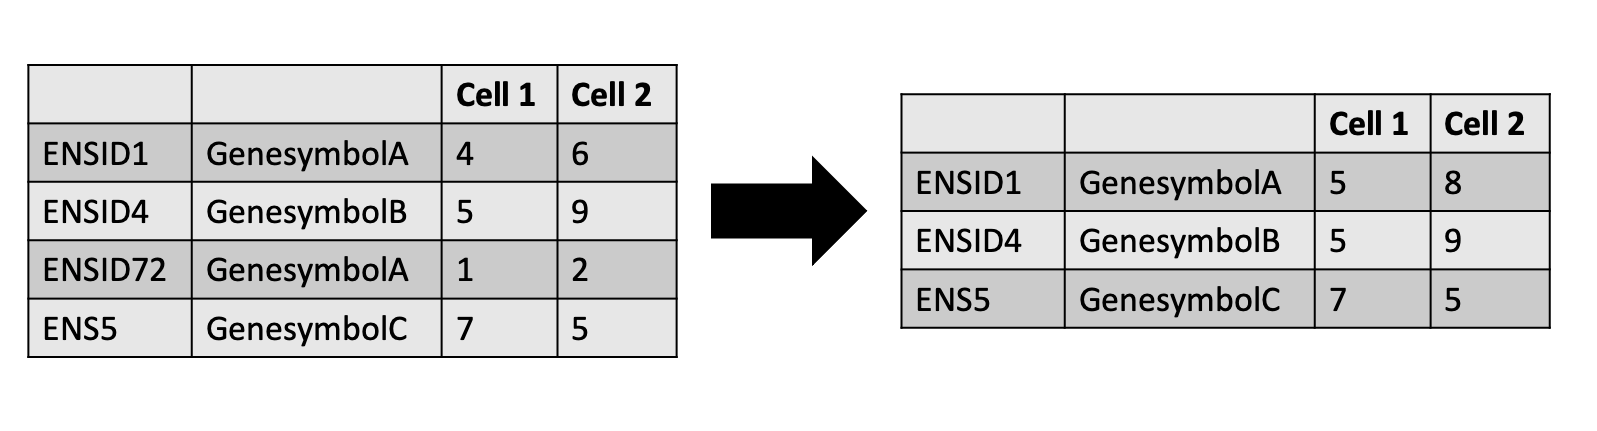 Cell 1 Cell 2
ENSID1 GenesymbolA 4 6
ENSID4 GenesymbolB 5 9
ENSID72 GenesymbolA 1 2
ENS5 GenesymbolC 7 5
Cell 1 Cell 2
ENSID1 GenesymbolA 5 8
ENSID4 GenesymbolB 5 9
ENS5 GenesymbolC 7 5